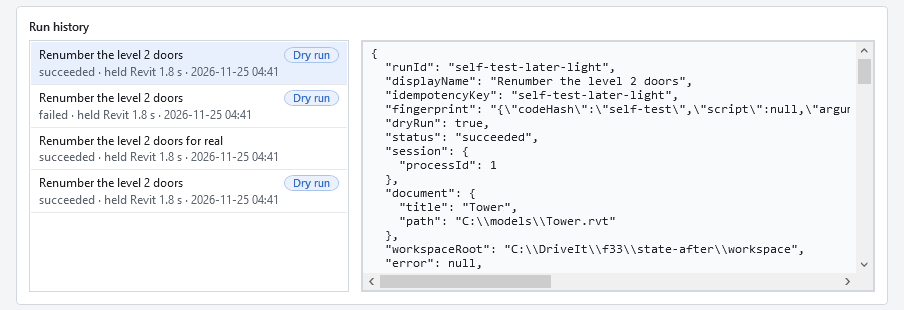 Run history
Renumber the level 2 doors Dry run
succeeded · held Revit 1.8 s · 2026-11-25 04:41
Renumber the level 2 doors Dry run
failed · held Revit 1.8 s · 2026-11-25 04:41
Renumber the level 2 doors for real
succeeded · held Revit 1.8 s · 2026-11-25 04:41
Renumber the level 2 doors Dry run
succeeded · held Revit 1.8 s · 2026-11-25 04:41
{
"runId": "self-test-later-light",
"displayName": "Renumber the level 2 doors",
"idempotencyKey": "self-test-later-light",
"fingerprint": "{\"codeHash\":\"self-test\",\"script\":null,\"argum
"dryRun": true,
"status": "succeeded",
"session": {
"processId": 1
},
"document": {
"title": "Tower",
"path": "C:\\models\\Tower.rvt"
},
"workspaceRoot": "C:\\DriveIt\\f33\\state-after\\workspace",
"error": null,